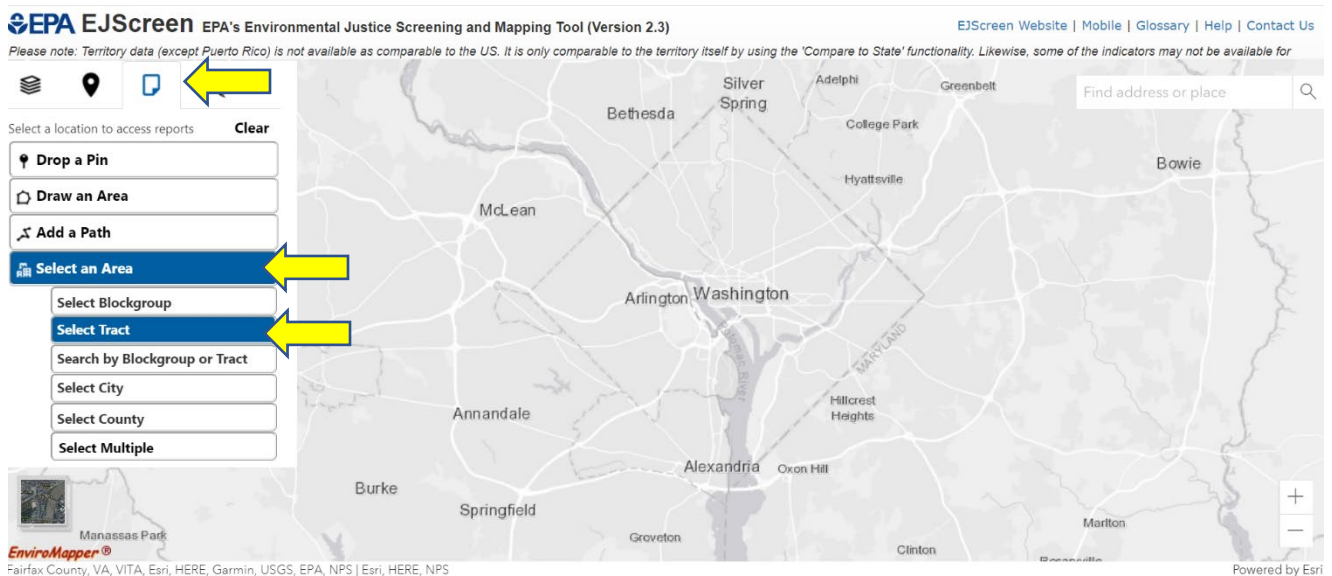 EPA EJScreen EPA's Environmental Justice Screening and Mapping Tool (Version 2.3)
EJScreen Website | Mobile | Glossary | Help | Contact Us
Please note: Territory data (except Puerto Rico) is not available as comparable to the US. It is only comparable to the territory itself by using the 'Compare to State' functionality. Likewise, some of the indicators may not be available for
Find address or place
Select a location to access reports Clear
Drop a Pin
Draw an Area
Add a Path
Select an Area
Select Blockgroup
Select Tract
Search by Blockgroup or Tract
Select City
Select County
Select Multiple
Silver
Spring
Adelphi
Greenbelt
Bethesda
College Park
Bowie
Hyattsville
McLean
Arlington
Washington
Potomac River
MARYLAND
Hillcrest
Heights
Annandale
Alexandria
Oxon Hill
Burke
Springfield
Marlton
Manassas Park
Groveton
Clinton
EnviroMapper ®
Fairfax County, VA, VITA, Esri, HERE, Garmin, USGS, EPA, NPS | Esri, HERE, NPS
Powered by Esri